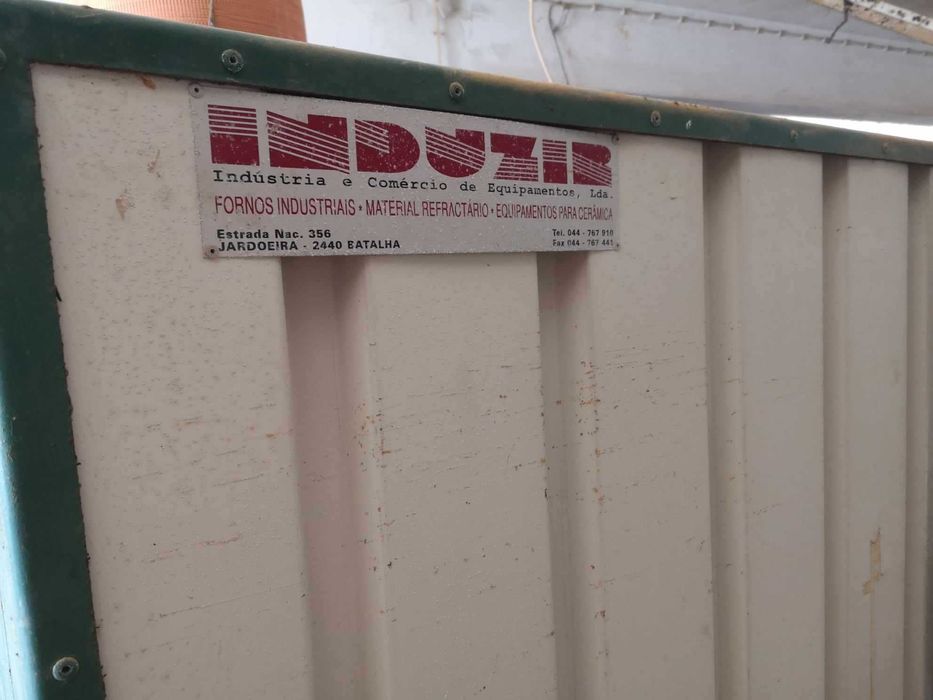 INDUZIR
Indústria e Comércio de Equipamentos, Lda.
FORNOS INDUSTRIAIS • MATERIAL REFRACTÁRIO • EQUIPAMENTOS PARA CERÂMICA
Estrada Nac. 356
JARDOEIRA - 2440 BATALHA
Tel. 044 - 767 910
Fax 044 - 767 441